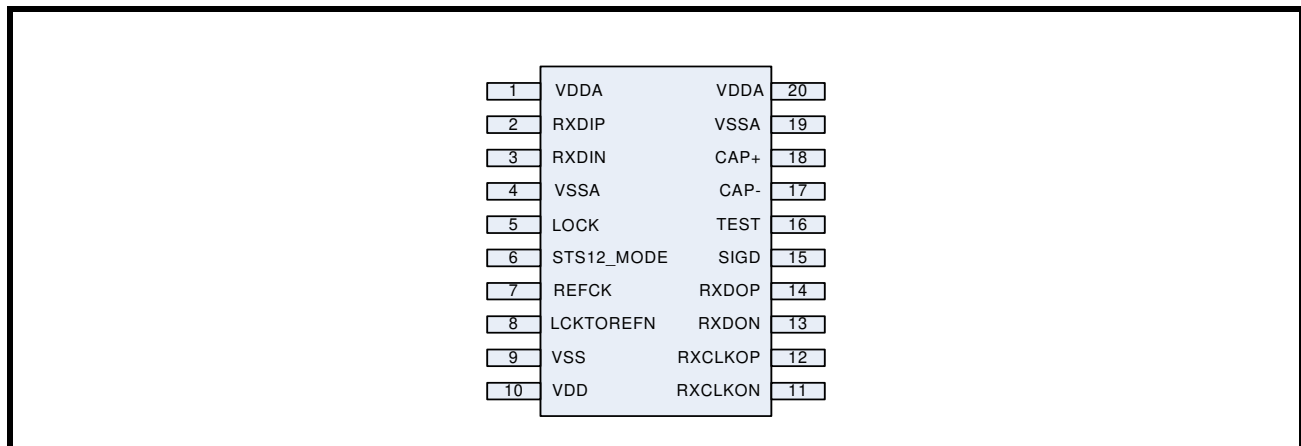 1 VDDA VDDA 20
2 RXDIP VSSA 19
3 RXDIN CAP+ 18
4 VSSA CAP- 17
5 LOCK TEST 16
6 STS12_MODE SIGD 15
7 REFCK RXDOP 14
8 LCKTOREFN RXDON 13
9 VSS RXCLKOP 12
10 VDD RXCLKON 11